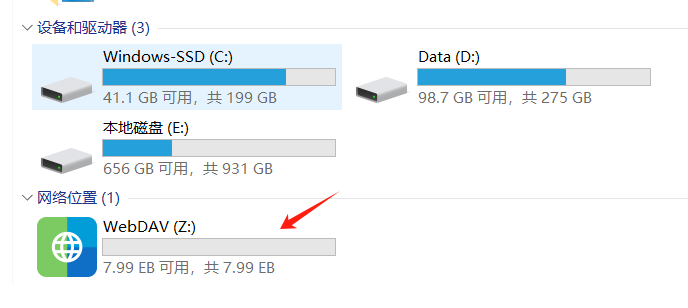 设备和驱动器 (3)
Windows-SSD (C:)
41.1 GB 可用，共 199 GB
Data (D:)
98.7 GB 可用，共 275 GB
本地磁盘 (E:)
656 GB 可用，共 931 GB
网络位置 (1)
WebDAV (Z:)
7.99 EB 可用，共 7.99 EB